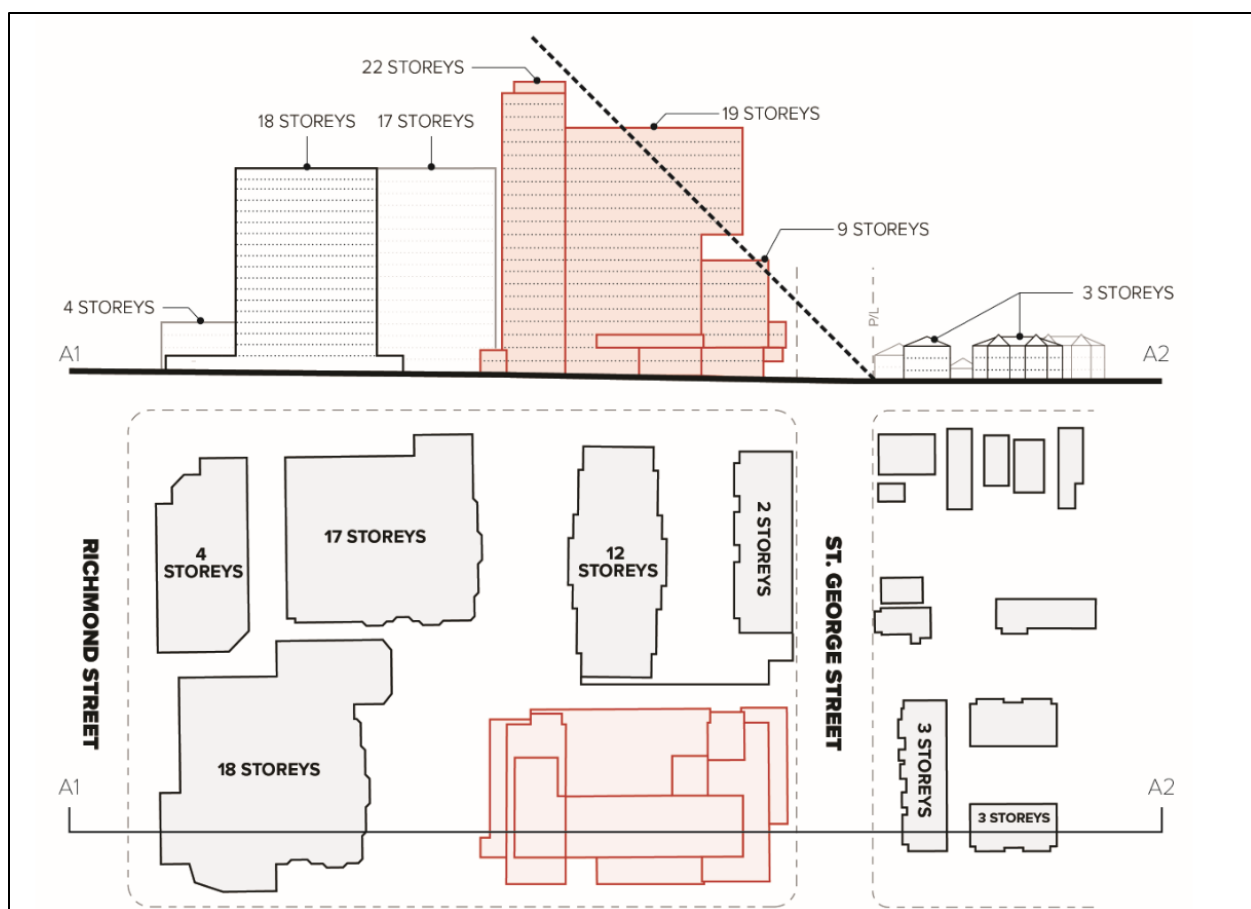 22 STOREYS
19 STOREYS
18 STOREYS
17 STOREYS
9 STOREYS
4 STOREYS
3 STOREYS
P/L
A1
A2
4
STOREYS
17 STOREYS
12
STOREYS
2 STOREYS
RICHMOND STREET
ST. GEORGE STREET
18 STOREYS
3 STOREYS
3 STOREYS
A1
A2